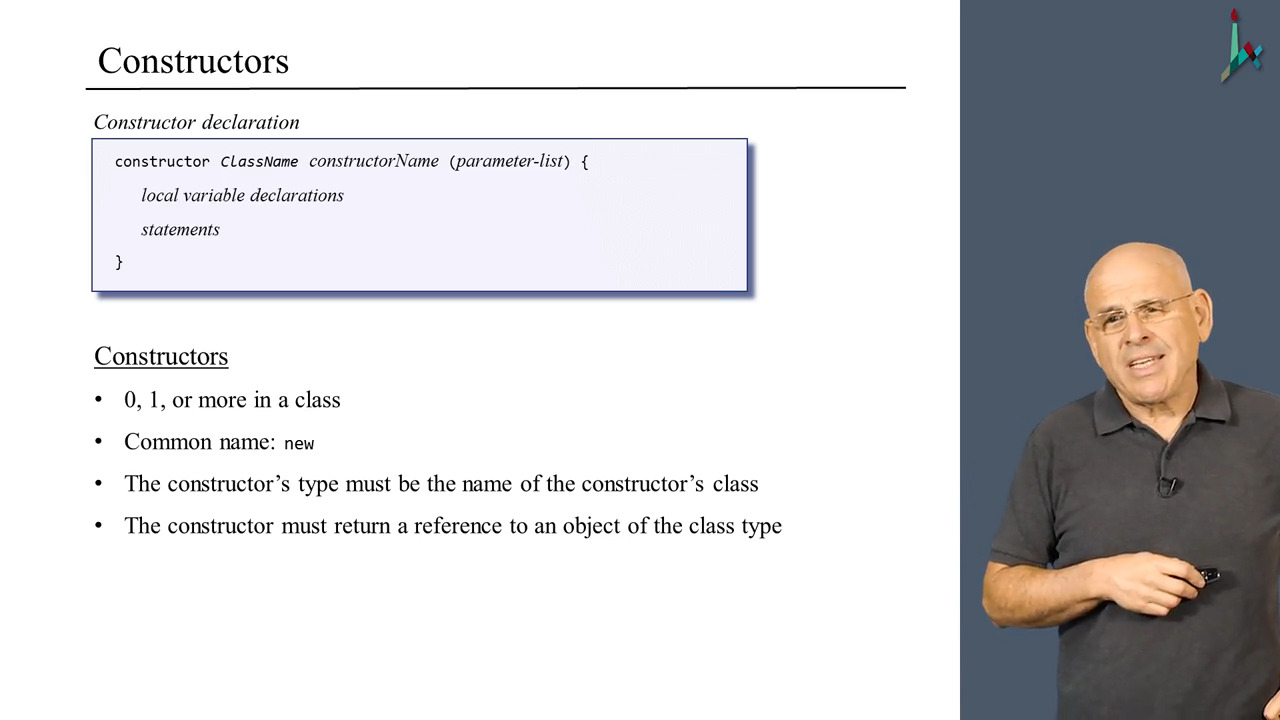 Constructors
Constructor declaration
constructor ClassName constructorName (parameter-list) {
local variable declarations
statements
}
Constructors
• 0, 1, or more in a class
• Common name: new
• The constructor’s type must be the name of the constructor’s class
• The constructor must return a reference to an object of the class type